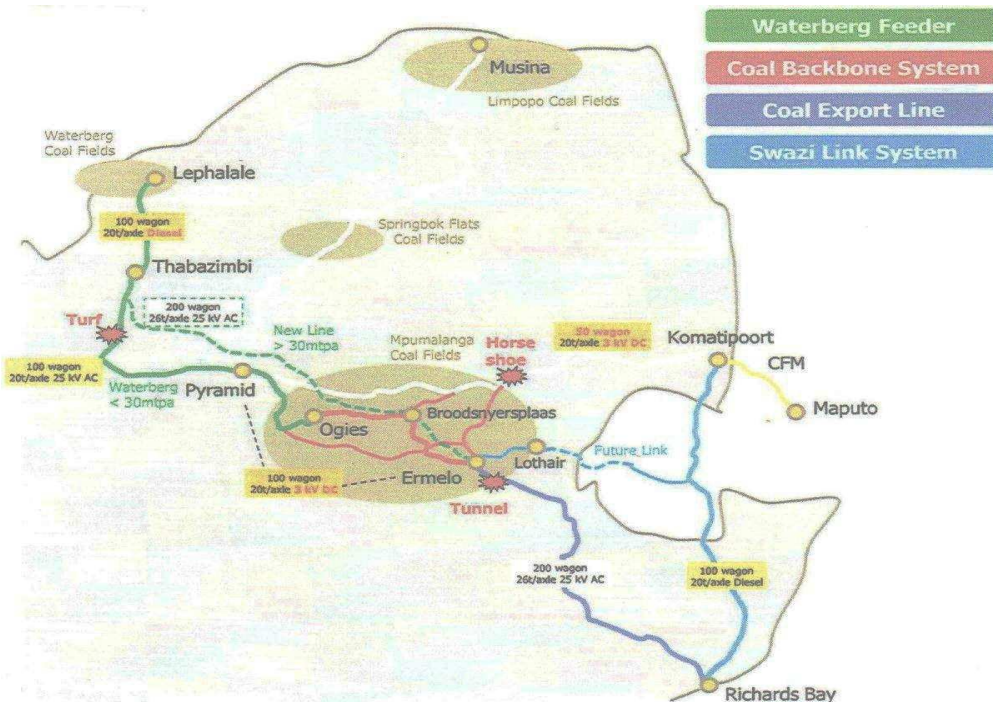 Waterberg Feeder
Coal Backbone System
Coal Export Line
Swazi Link System
Musina
Limpopo Coal Fields
Waterberg
Coal Fields
Lephalale
100 wagon
20t/axle Diesel
Springbok Flats
Coal Fields
Thabazimbi
200 wagon
26t/axle 25 kV AC
Turf
New Line
> 30mtpa
Mpumalanga
Coal Fields
Horse
shoe
50 wagon
20t/axle 3 kV DC
Komatipoort
CFM
Maputo
100 wagon
20t/axle 25 kV AC
Waterberg
< 30mtpa
Pyramid
Ogies
Broodsnyersplaas
Lothair
Future Link
Ermelo
100 wagon
20t/axle 3 kV DC
Tunnel
200 wagon
26t/axle 25 kV AC
100 wagon
20t/axle Diesel
Richards Bay